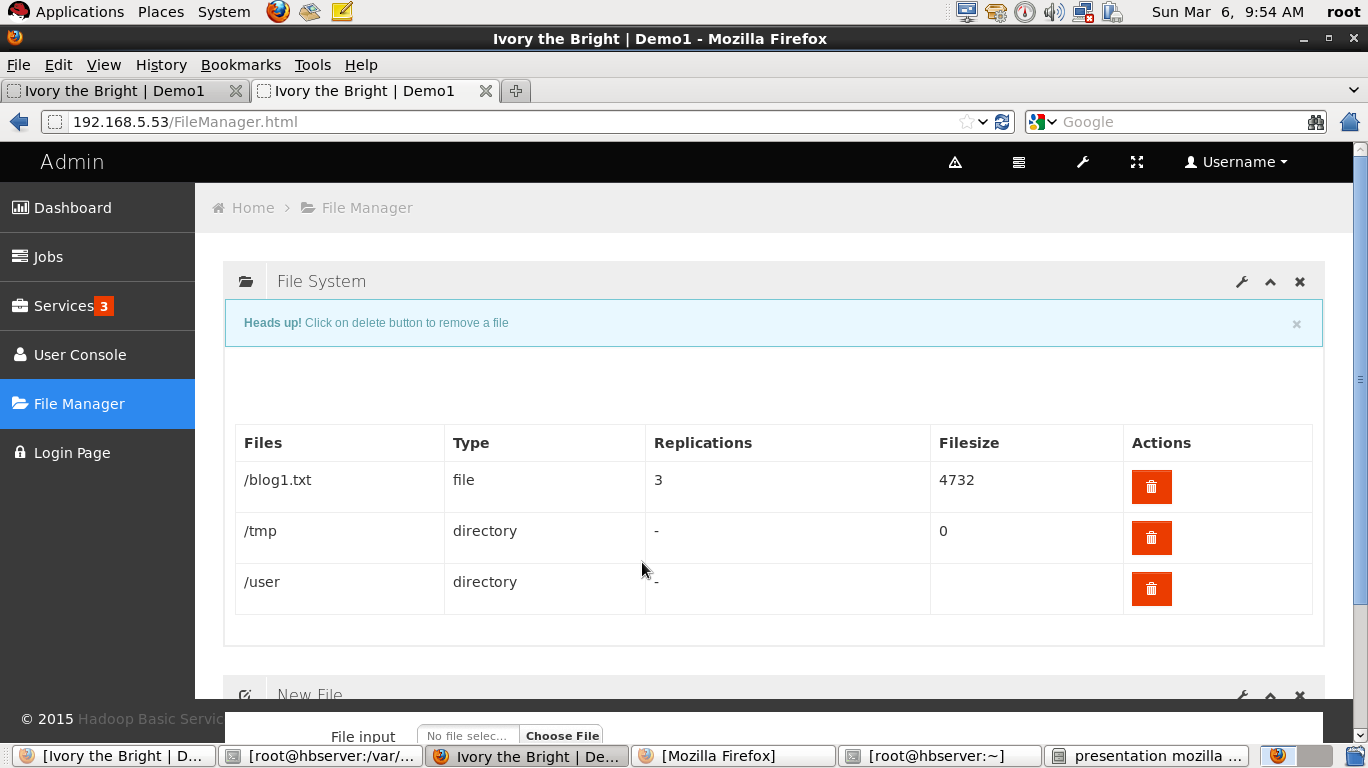 Applications Places System Sun Mar 6, 9:54 AM root
Ivory the Bright | Demo1 - Mozilla Firefox
File Edit View History Bookmarks Tools Help
Ivory the Bright | Demo1 Ivory the Bright | Demo1
192.168.5.53/FileManager.html Google
Admin Username
Dashboard
Home > File Manager
Jobs
Services 3
User Console
File Manager
Login Page
File System
Heads up! Click on delete button to remove a file
Files Type Replications Filesize Actions
/blog1.txt file 3 4732
/tmp directory - 0
/user directory -
New File
© 2015 Hadoop Basic Servic
File input No file selec... Choose File
[Ivory the Bright | D... [root@hbserver:/var/... Ivory the Bright | De... [Mozilla Firefox] [root@hbserver:~] presentation mozilla ...